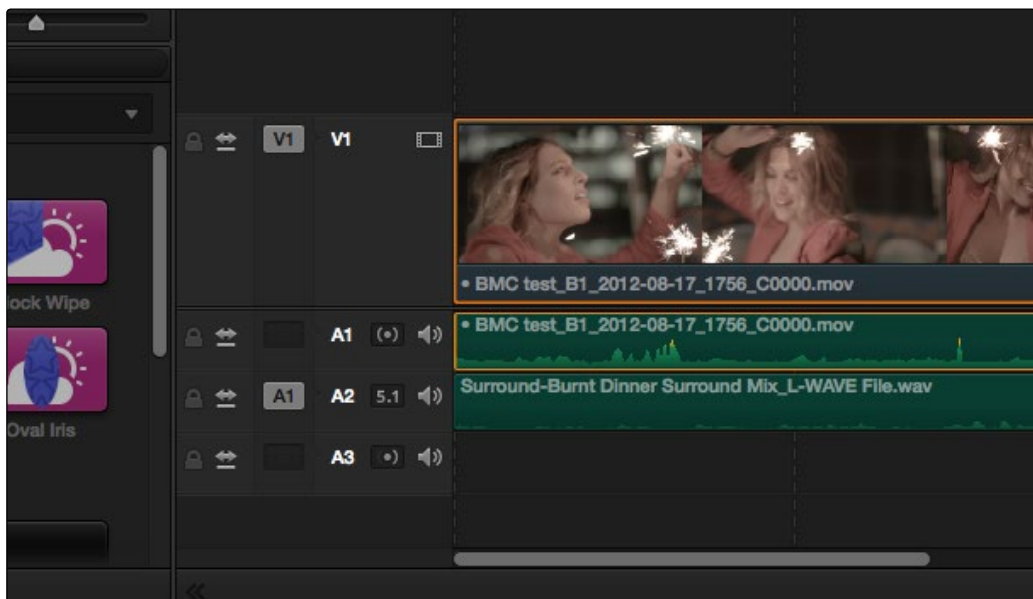 V1 V1
• BMC test_B1_2012-08-17_1756_C0000.mov
ock Wipe
A1
• BMC test_B1_2012-08-17_1756_C0000.mov
A1 A2 5.1
Surround-Burnt Dinner Surround Mix_L-WAVE File.wav
Oval Iris
A3